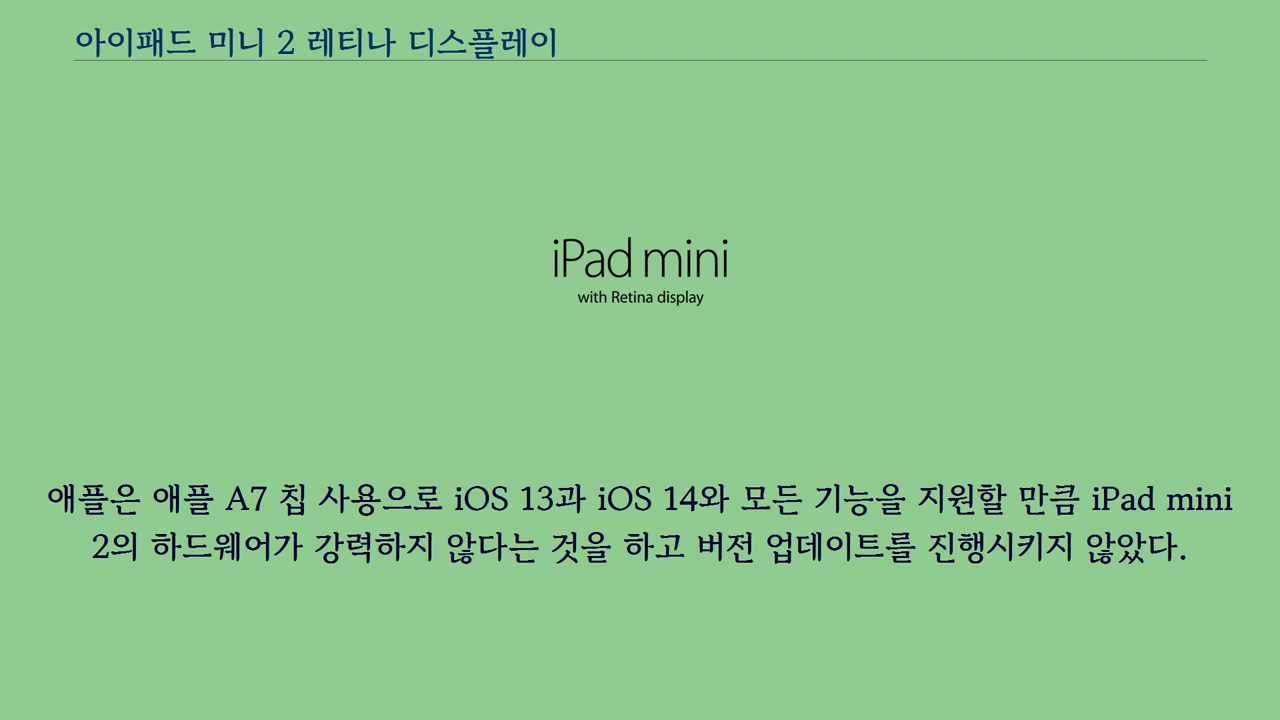 아이패드 미니 2 레티나 디스플레이
iPad mini
with Retina display
애플은 애플 A7 칩 사용으로 iOS 13과 iOS 14와 모든 기능을 지원할 만큼 iPad mini
2의 하드웨어가 강력하지 않다는 것을 하고 버전 업데이트를 진행시키지 않았다.